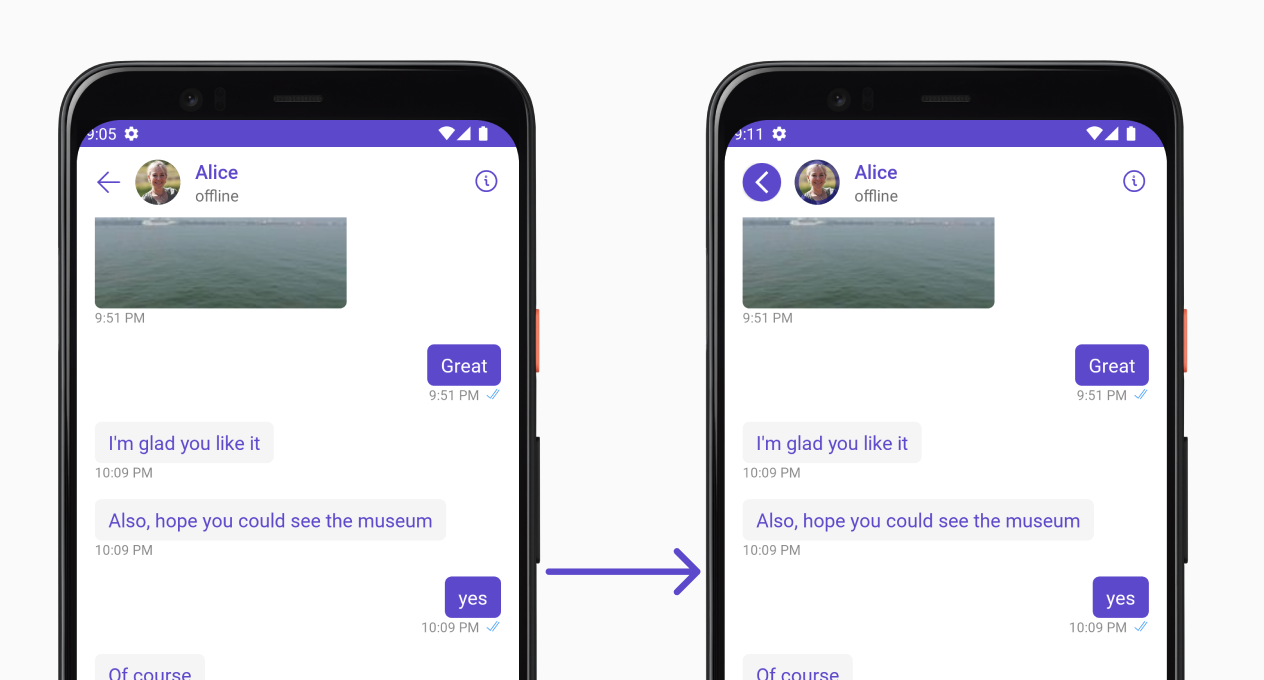 9:05
Alice
offline
9:51 PM
Great
9:51 PM
I'm glad you like it
10:09 PM
Also, hope you could see the museum
10:09 PM
yes
10:09 PM
Of course
9:11
Alice
offline
9:51 PM
Great
9:51 PM
I'm glad you like it
10:09 PM
Also, hope you could see the museum
10:09 PM
yes
10:09 PM
Of course